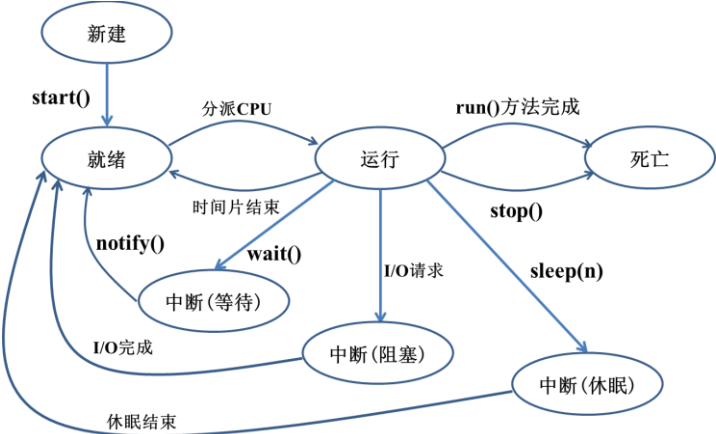 新建
start()
分派CPU
run()方法完成
就绪
运行
死亡
时间片结束
stop()
notify()
wait()
I/O请求
sleep(n)
中断(等待)
I/O完成
中断(阻塞)
中断(休眠)
休眠结束